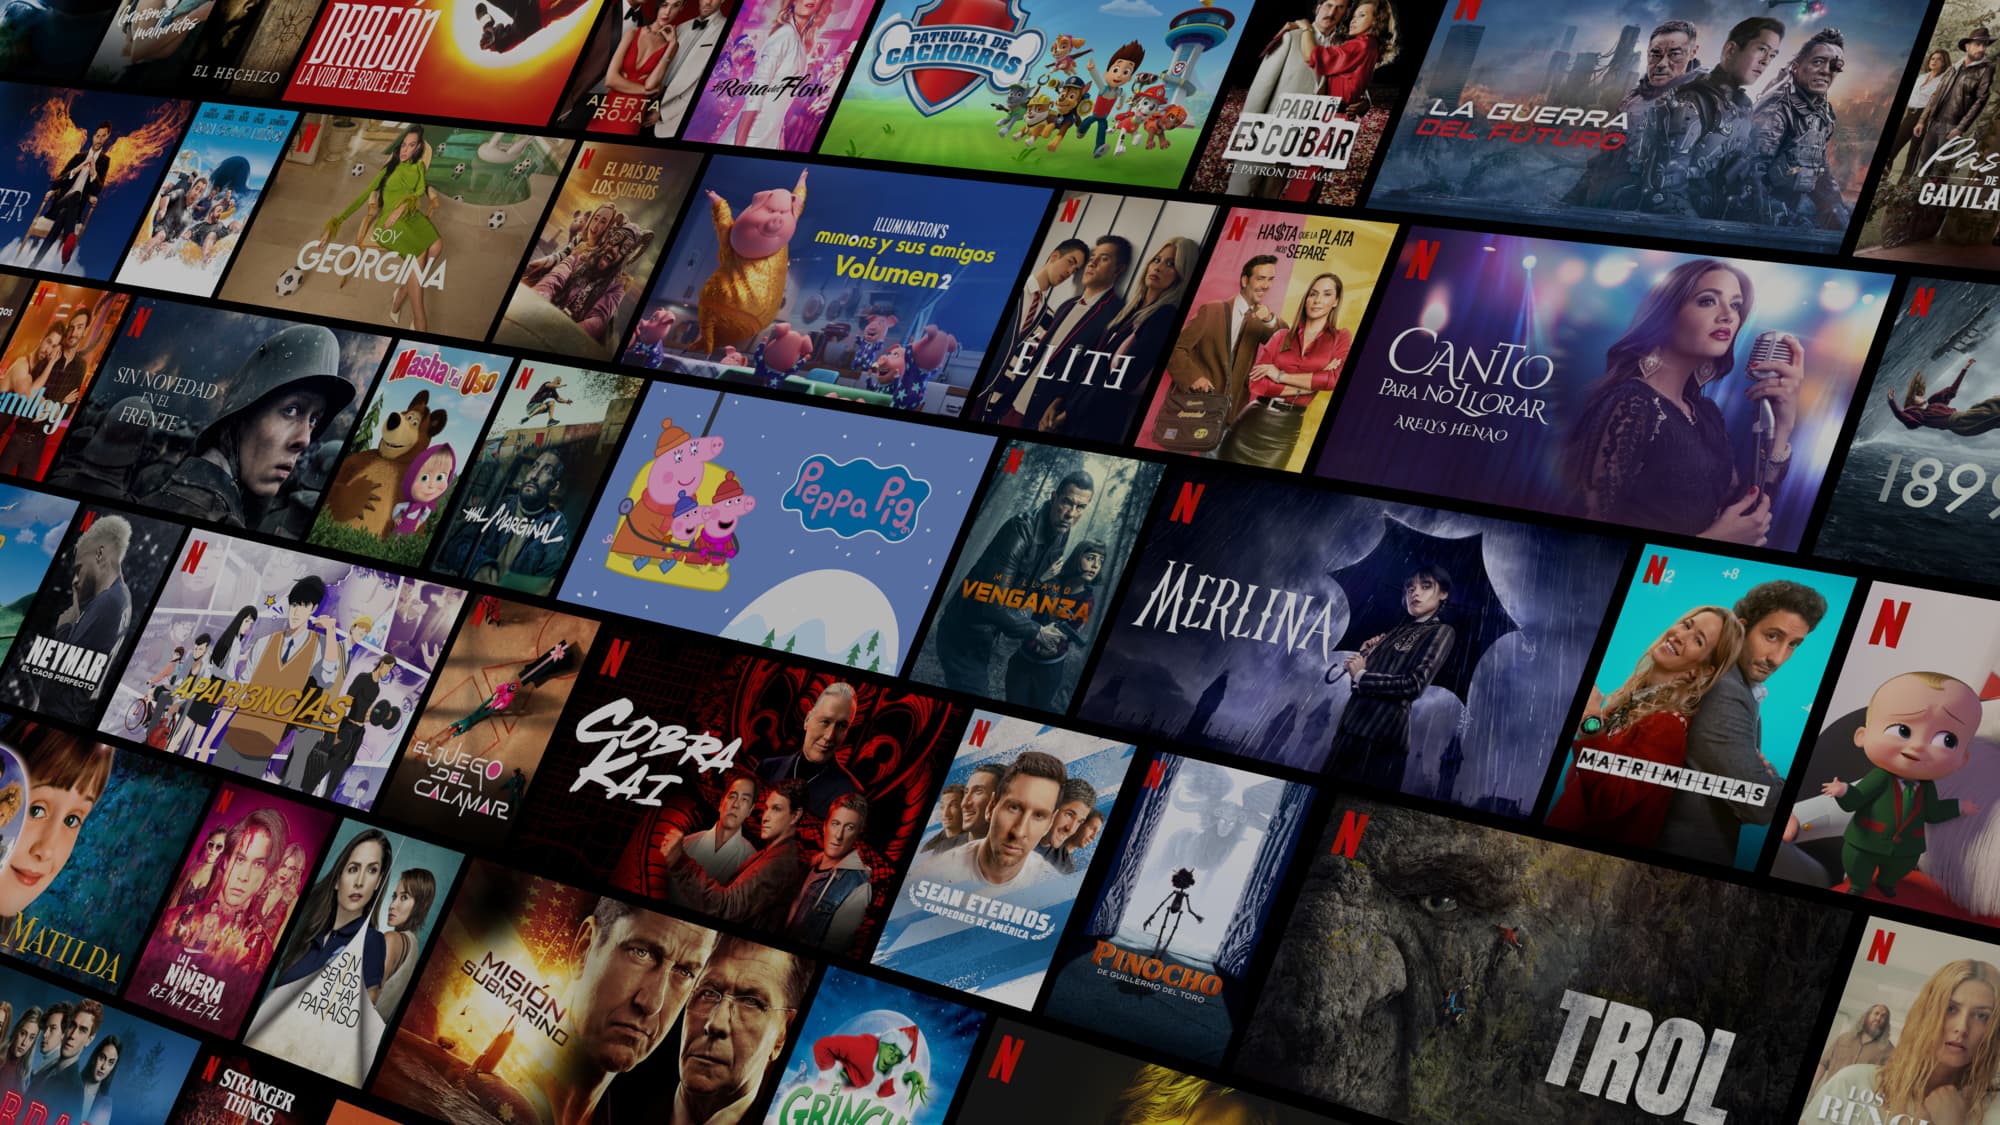 Corazones
malheridos
EL HECHIZO
DRAGÓN
LA VIDA DE BRUCE LEE
ALERTA
ROJA
La Reina del Flow
PATRULLA DE
CACHORROS
PABLO
ESCOBAR
EL PATRÓN DEL MAL
N
LA GUERRA
DEL FUTURO
DE
GAVILA
N
SOY
GEORGINA
N
EL PAÍS DE
LOS SUEÑOS
ILLUMINATION'S
minions y sus amigos
Volumen 2
N
ÉLITE
N
HA$TA QUE LA PLATA
NOS SEPARE
N
CANTO
PARA NO LLORAR
ARELYS HENAO
N
1899
N
N
SIN NOVEDAD
EN EL
FRENTE
Masha y el Oso
N
MAL MARGINAL
Peppa Pig
N
ME LLAMO
VENGANZA
N
MERLINA
N2 +8
MATRIMILLAS
N
N
NEYMAR
EL CAOS PERFECTO
N
APARI3NCIAS
N
EL JUEGO
DEL
CALAMAR
N
COBRA
KAI
N
SEAN ETERNOS
CAMPEONES DE AMÉRICA
N
PINOCHO
DE GUILLERMO DEL TORO
N
TROL
N
LOS
MATILDA
N
LA
NIÑERA
REINA LETAL
SIN
SENOS
SÍ HAY
PARAÍSO
MISIÓN
SUBMARINO
EL
GRINCH
N
N
STRANGER
THINGS